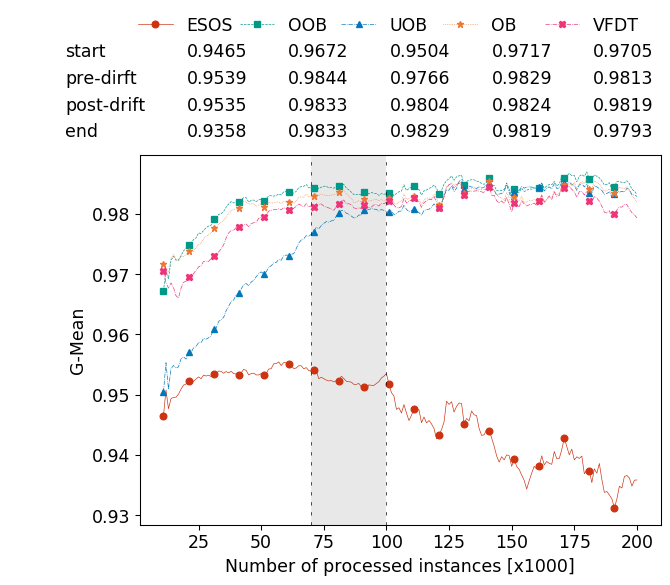 ESOS OOB UOB OB VFDT
start 0.9465 0.9672 0.9504 0.9717 0.9705
pre-dirft 0.9539 0.9844 0.9766 0.9829 0.9813
post-drift 0.9535 0.9833 0.9804 0.9824 0.9819
end 0.9358 0.9833 0.9829 0.9819 0.9793
G-Mean
0.98
0.97
0.96
0.95
0.94
0.93
25 50 75 100 125 150 175 200
Number of processed instances [x1000]